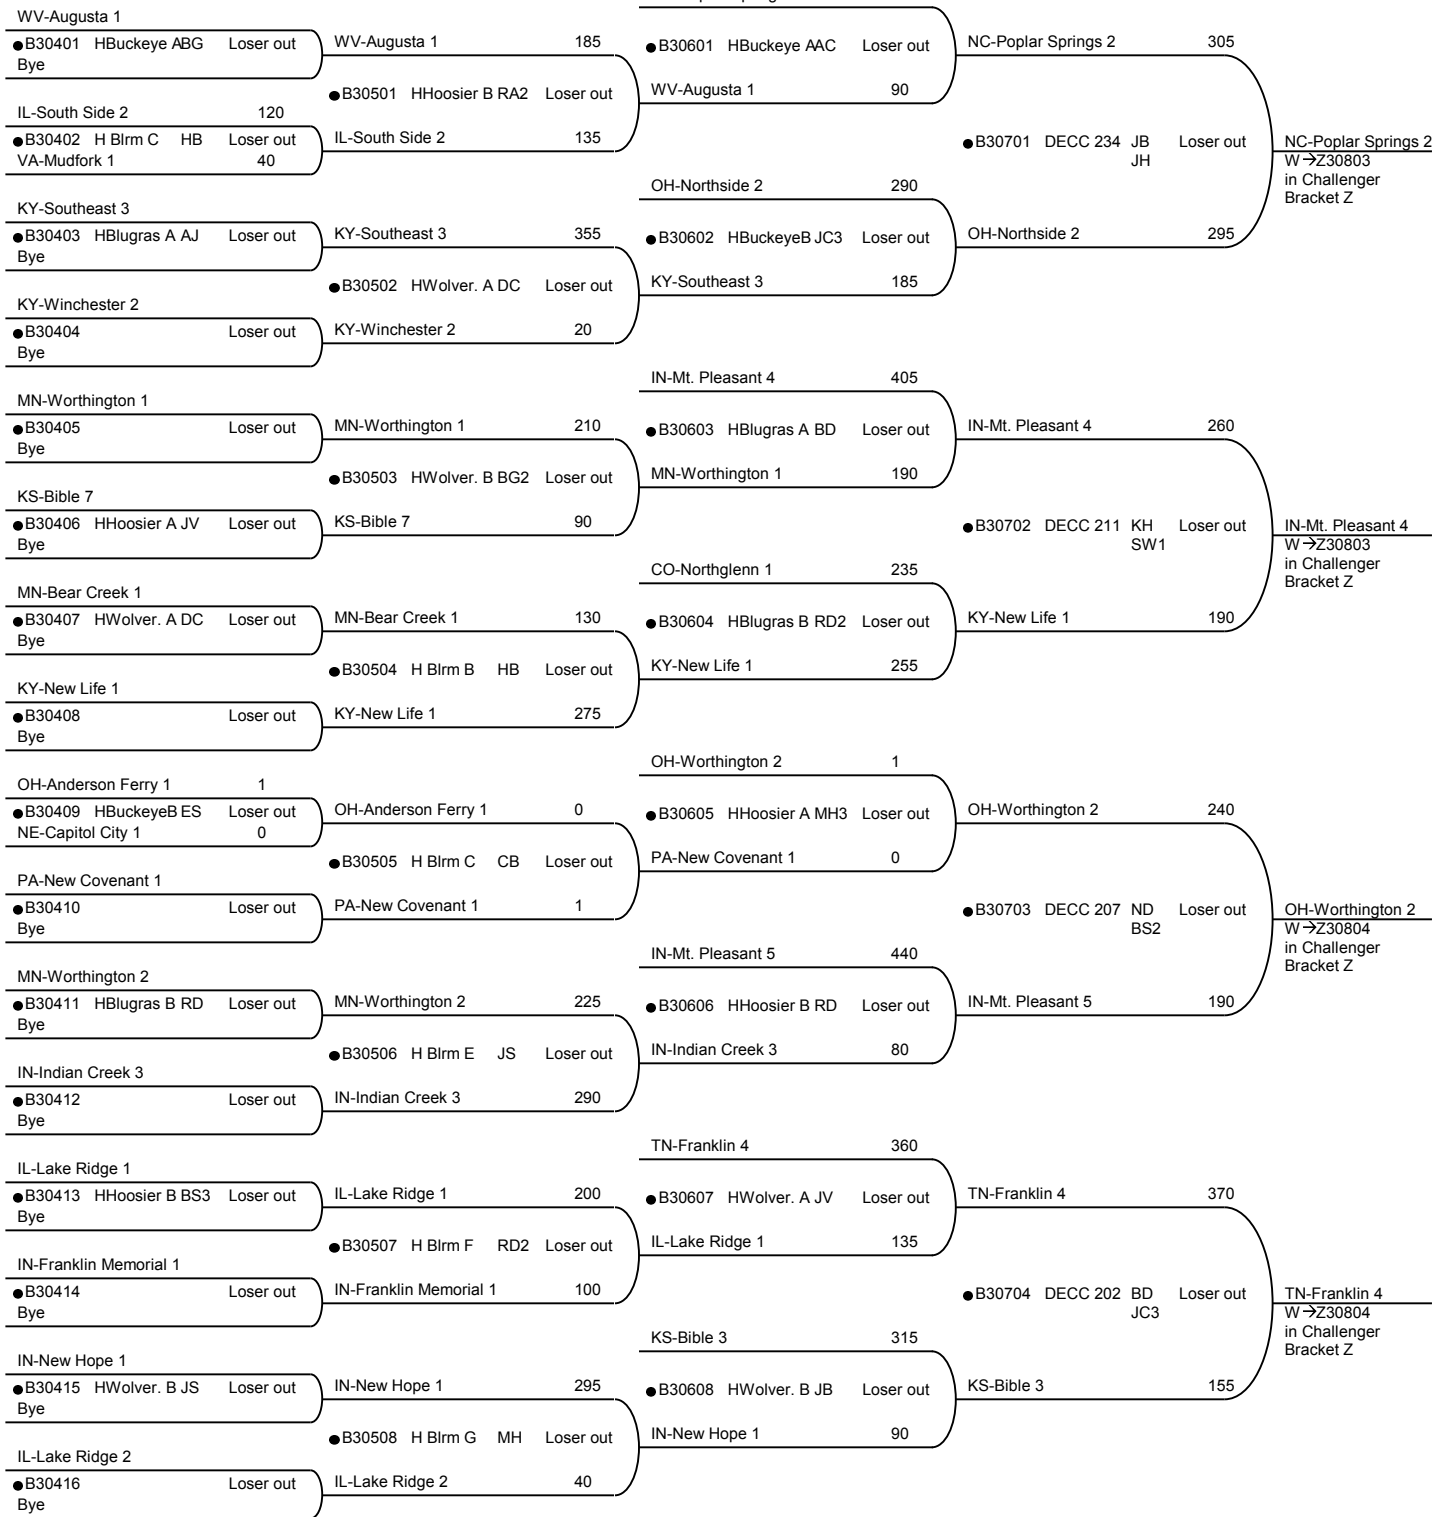 WV-Augusta 1
B30401 HBuckeye ABG Loser out
Bye
IL-South Side 2 120
B30402 H Blrm C HB Loser out
VA-Mudfork 1 40
KY-Southeast 3
B30403 HBlugras A AJ Loser out
Bye
KY-Winchester 2
B30404 Loser out
Bye
MN-Worthington 1
B30405 Loser out
Bye
KS-Bible 7
B30406 HHoosier A JV Loser out
Bye
MN-Bear Creek 1
B30407 HWolver. A DC Loser out
Bye
KY-New Life 1
B30408 Loser out
Bye
OH-Anderson Ferry 1 1
B30409 HBuckeyeB ES Loser out
NE-Capitol City 1 0
PA-New Covenant 1
B30410 Loser out
Bye
MN-Worthington 2
B30411 HBlugras B RD Loser out
Bye
IN-Indian Creek 3
B30412 Loser out
Bye
IL-Lake Ridge 1
B30413 HHoosier B BS3 Loser out
Bye
IN-Franklin Memorial 1
B30414 Loser out
Bye
IN-New Hope 1
B30415 HWolver. B JS Loser out
Bye
IL-Lake Ridge 2
B30416 Loser out
Bye
WV-Augusta 1 185
B30501 HHoosier B RA2 Loser out
IL-South Side 2 135
KY-Southeast 3 355
B30502 HWolver. A DC Loser out
KY-Winchester 2 20
MN-Worthington 1 210
B30503 HWolver. B BG2 Loser out
KS-Bible 7 90
MN-Bear Creek 1 130
B30504 H Blrm B HB Loser out
KY-New Life 1 275
OH-Anderson Ferry 1 0
B30505 H Blrm C CB Loser out
PA-New Covenant 1 1
MN-Worthington 2 225
B30506 H Blrm E JS Loser out
IN-Indian Creek 3 290
IL-Lake Ridge 1 200
B30507 H Blrm F RD2 Loser out
IN-Franklin Memorial 1 100
IN-New Hope 1 295
B30508 H Blrm G MH Loser out
IL-Lake Ridge 2 40
B30601 HBuckeye AAC Loser out
WV-Augusta 1 90
OH-Northside 2 290
B30602 HBuckeyeB JC3 Loser out
KY-Southeast 3 185
IN-Mt. Pleasant 4 405
B30603 HBlugras A BD Loser out
MN-Worthington 1 190
CO-Northglenn 1 235
B30604 HBlugras B RD2 Loser out
KY-New Life 1 255
OH-Worthington 2 1
B30605 HHoosier A MH3 Loser out
PA-New Covenant 1 0
IN-Mt. Pleasant 5 440
B30606 HHoosier B RD Loser out
IN-Indian Creek 3 80
TN-Franklin 4 360
B30607 HWolver. A JV Loser out
IL-Lake Ridge 1 135
KS-Bible 3 315
B30608 HWolver. B JB Loser out
IN-New Hope 1 90
NC-Poplar Springs 2 305
B30701 DECC 234 JB Loser out
JH
OH-Northside 2 295
IN-Mt. Pleasant 4 260
B30702 DECC 211 KH Loser out
SW1
KY-New Life 1 190
OH-Worthington 2 240
B30703 DECC 207 ND Loser out
BS2
IN-Mt. Pleasant 5 190
TN-Franklin 4 370
B30704 DECC 202 BD Loser out
JC3
KS-Bible 3 155
NC-Poplar Springs 2
W→Z30803
in Challenger
Bracket Z
IN-Mt. Pleasant 4
W→Z30803
in Challenger
Bracket Z
OH-Worthington 2
W→Z30804
in Challenger
Bracket Z
TN-Franklin 4
W→Z30804
in Challenger
Bracket Z